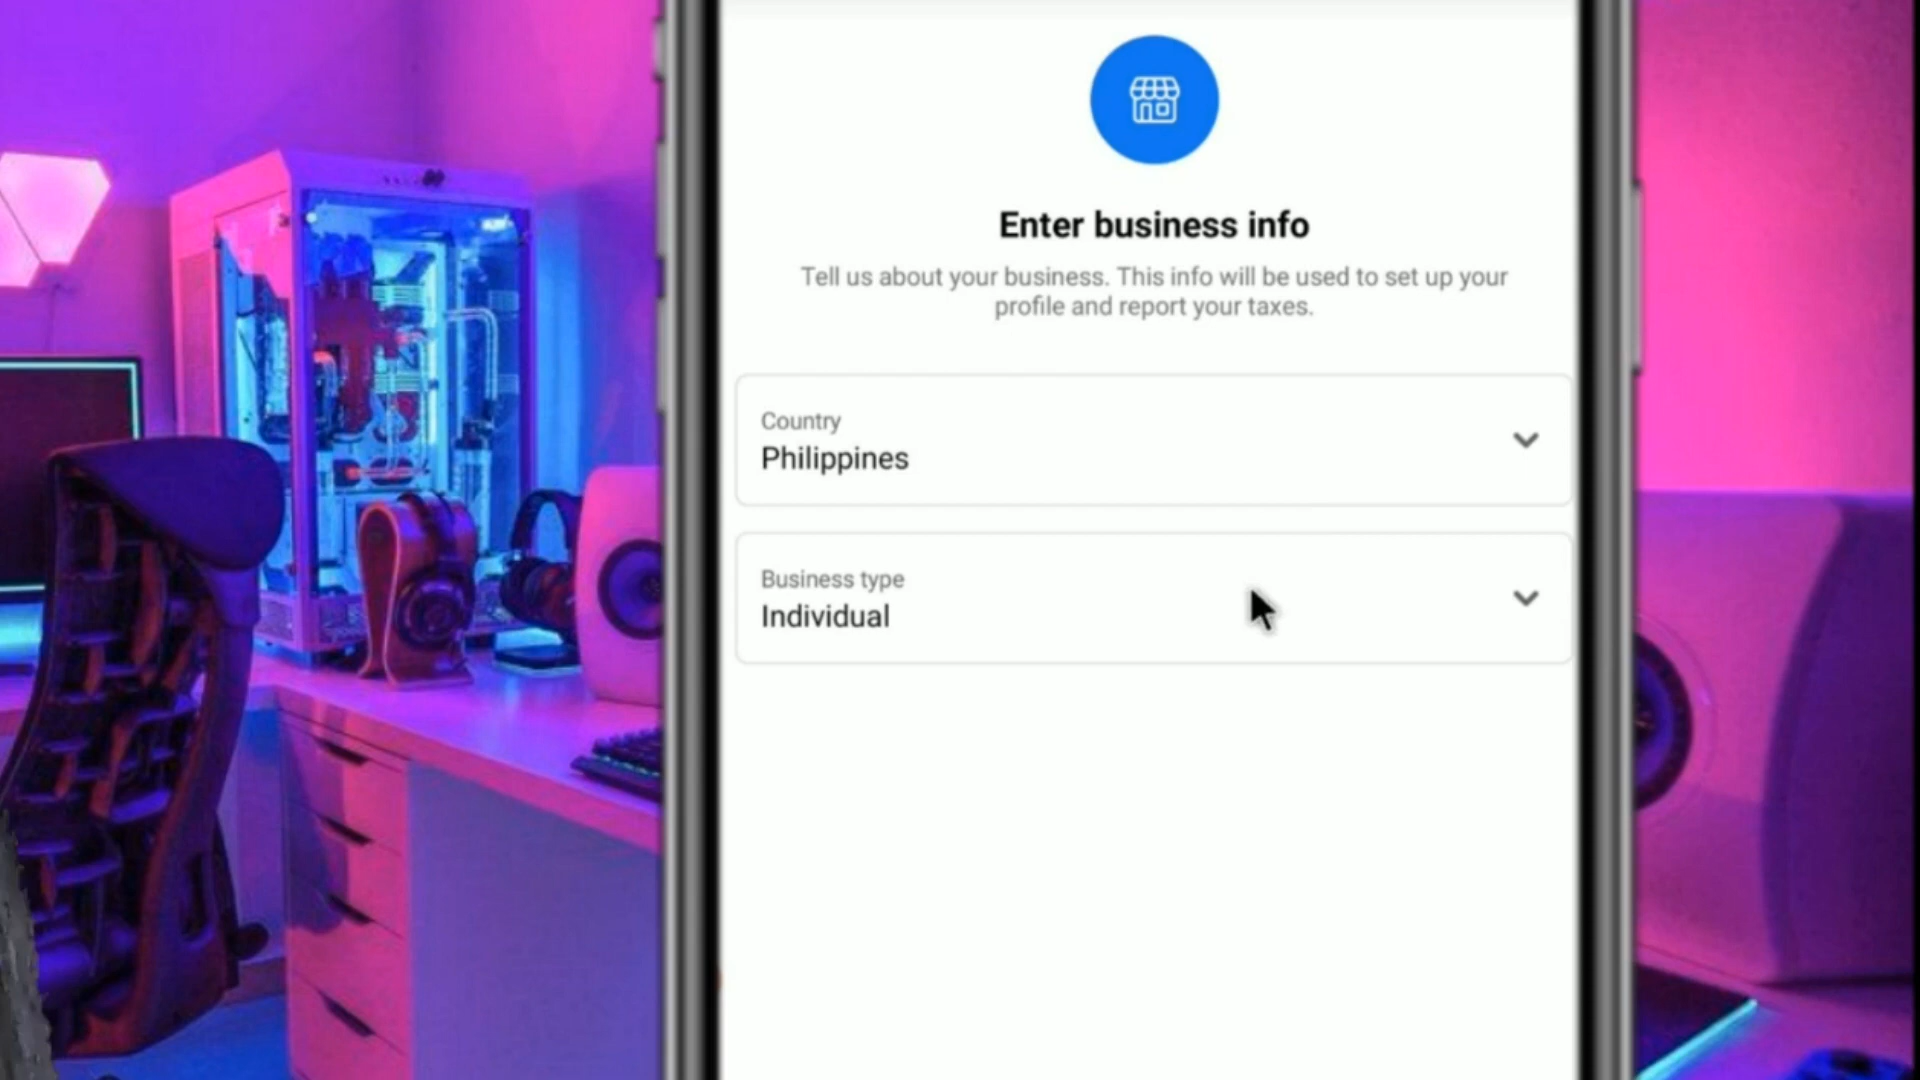 Enter business info
Tell us about your business. This info will be used to set up your
profile and report your taxes.
Country
Philippines
Business type
Individual